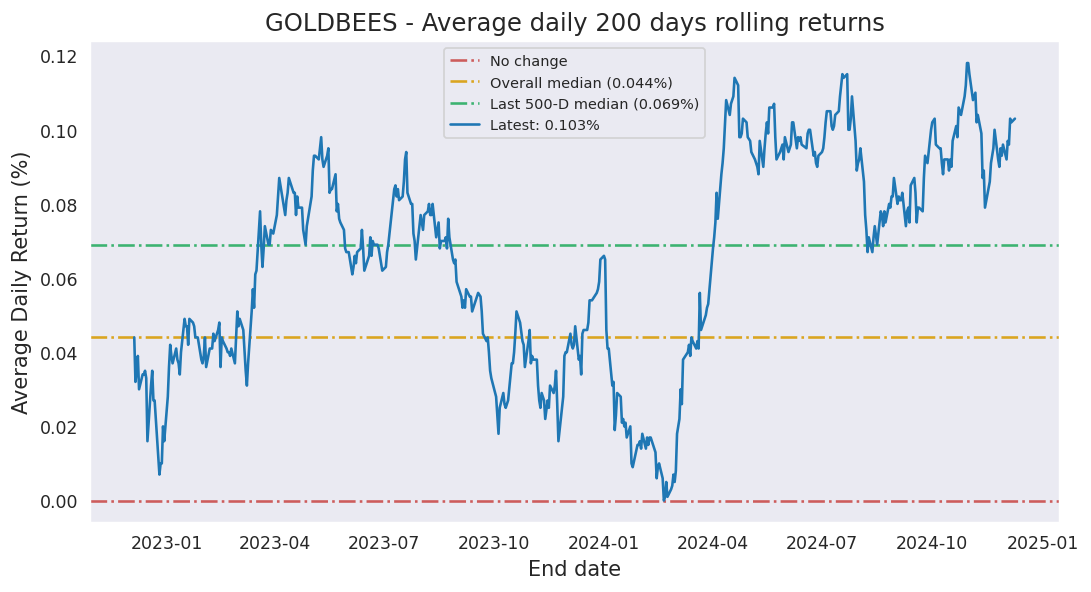 GOLDBEES - Average daily 200 days rolling returns
No change
Overall median (0.044%)
Last 500-D median (0.069%)
Latest: 0.103%
Average Daily Return (%)
0.12
0.10
0.08
0.06
0.04
0.02
0.00
2023-01 2023-04 2023-07 2023-10 2024-01 2024-04 2024-07 2024-10 2025-01
End date